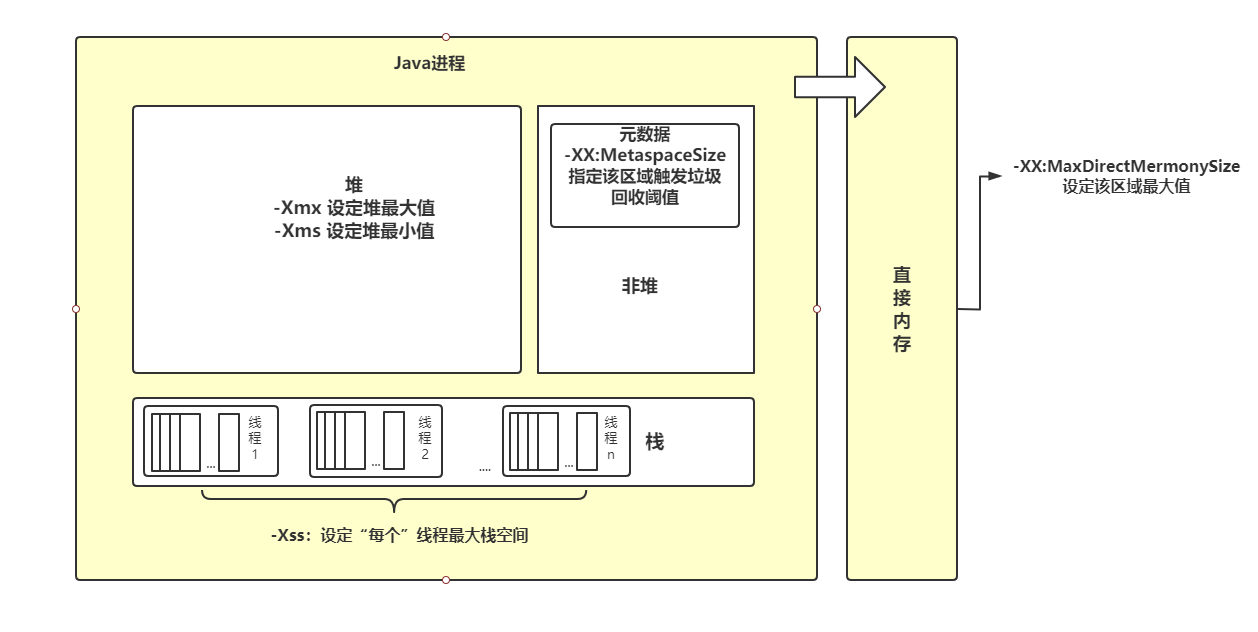 Java进程
堆
-Xmx 设定堆最大值
-Xms 设定堆最小值
元数据
-XX:MetaspaceSize
指定该区域触发垃圾
回收阈值
非堆
线程1
...
线程2
...
....
线程n
...
栈
-Xss：设定“每个”线程最大栈空间
直接内存
-XX:MaxDirectMermonySize
设定该区域最大值